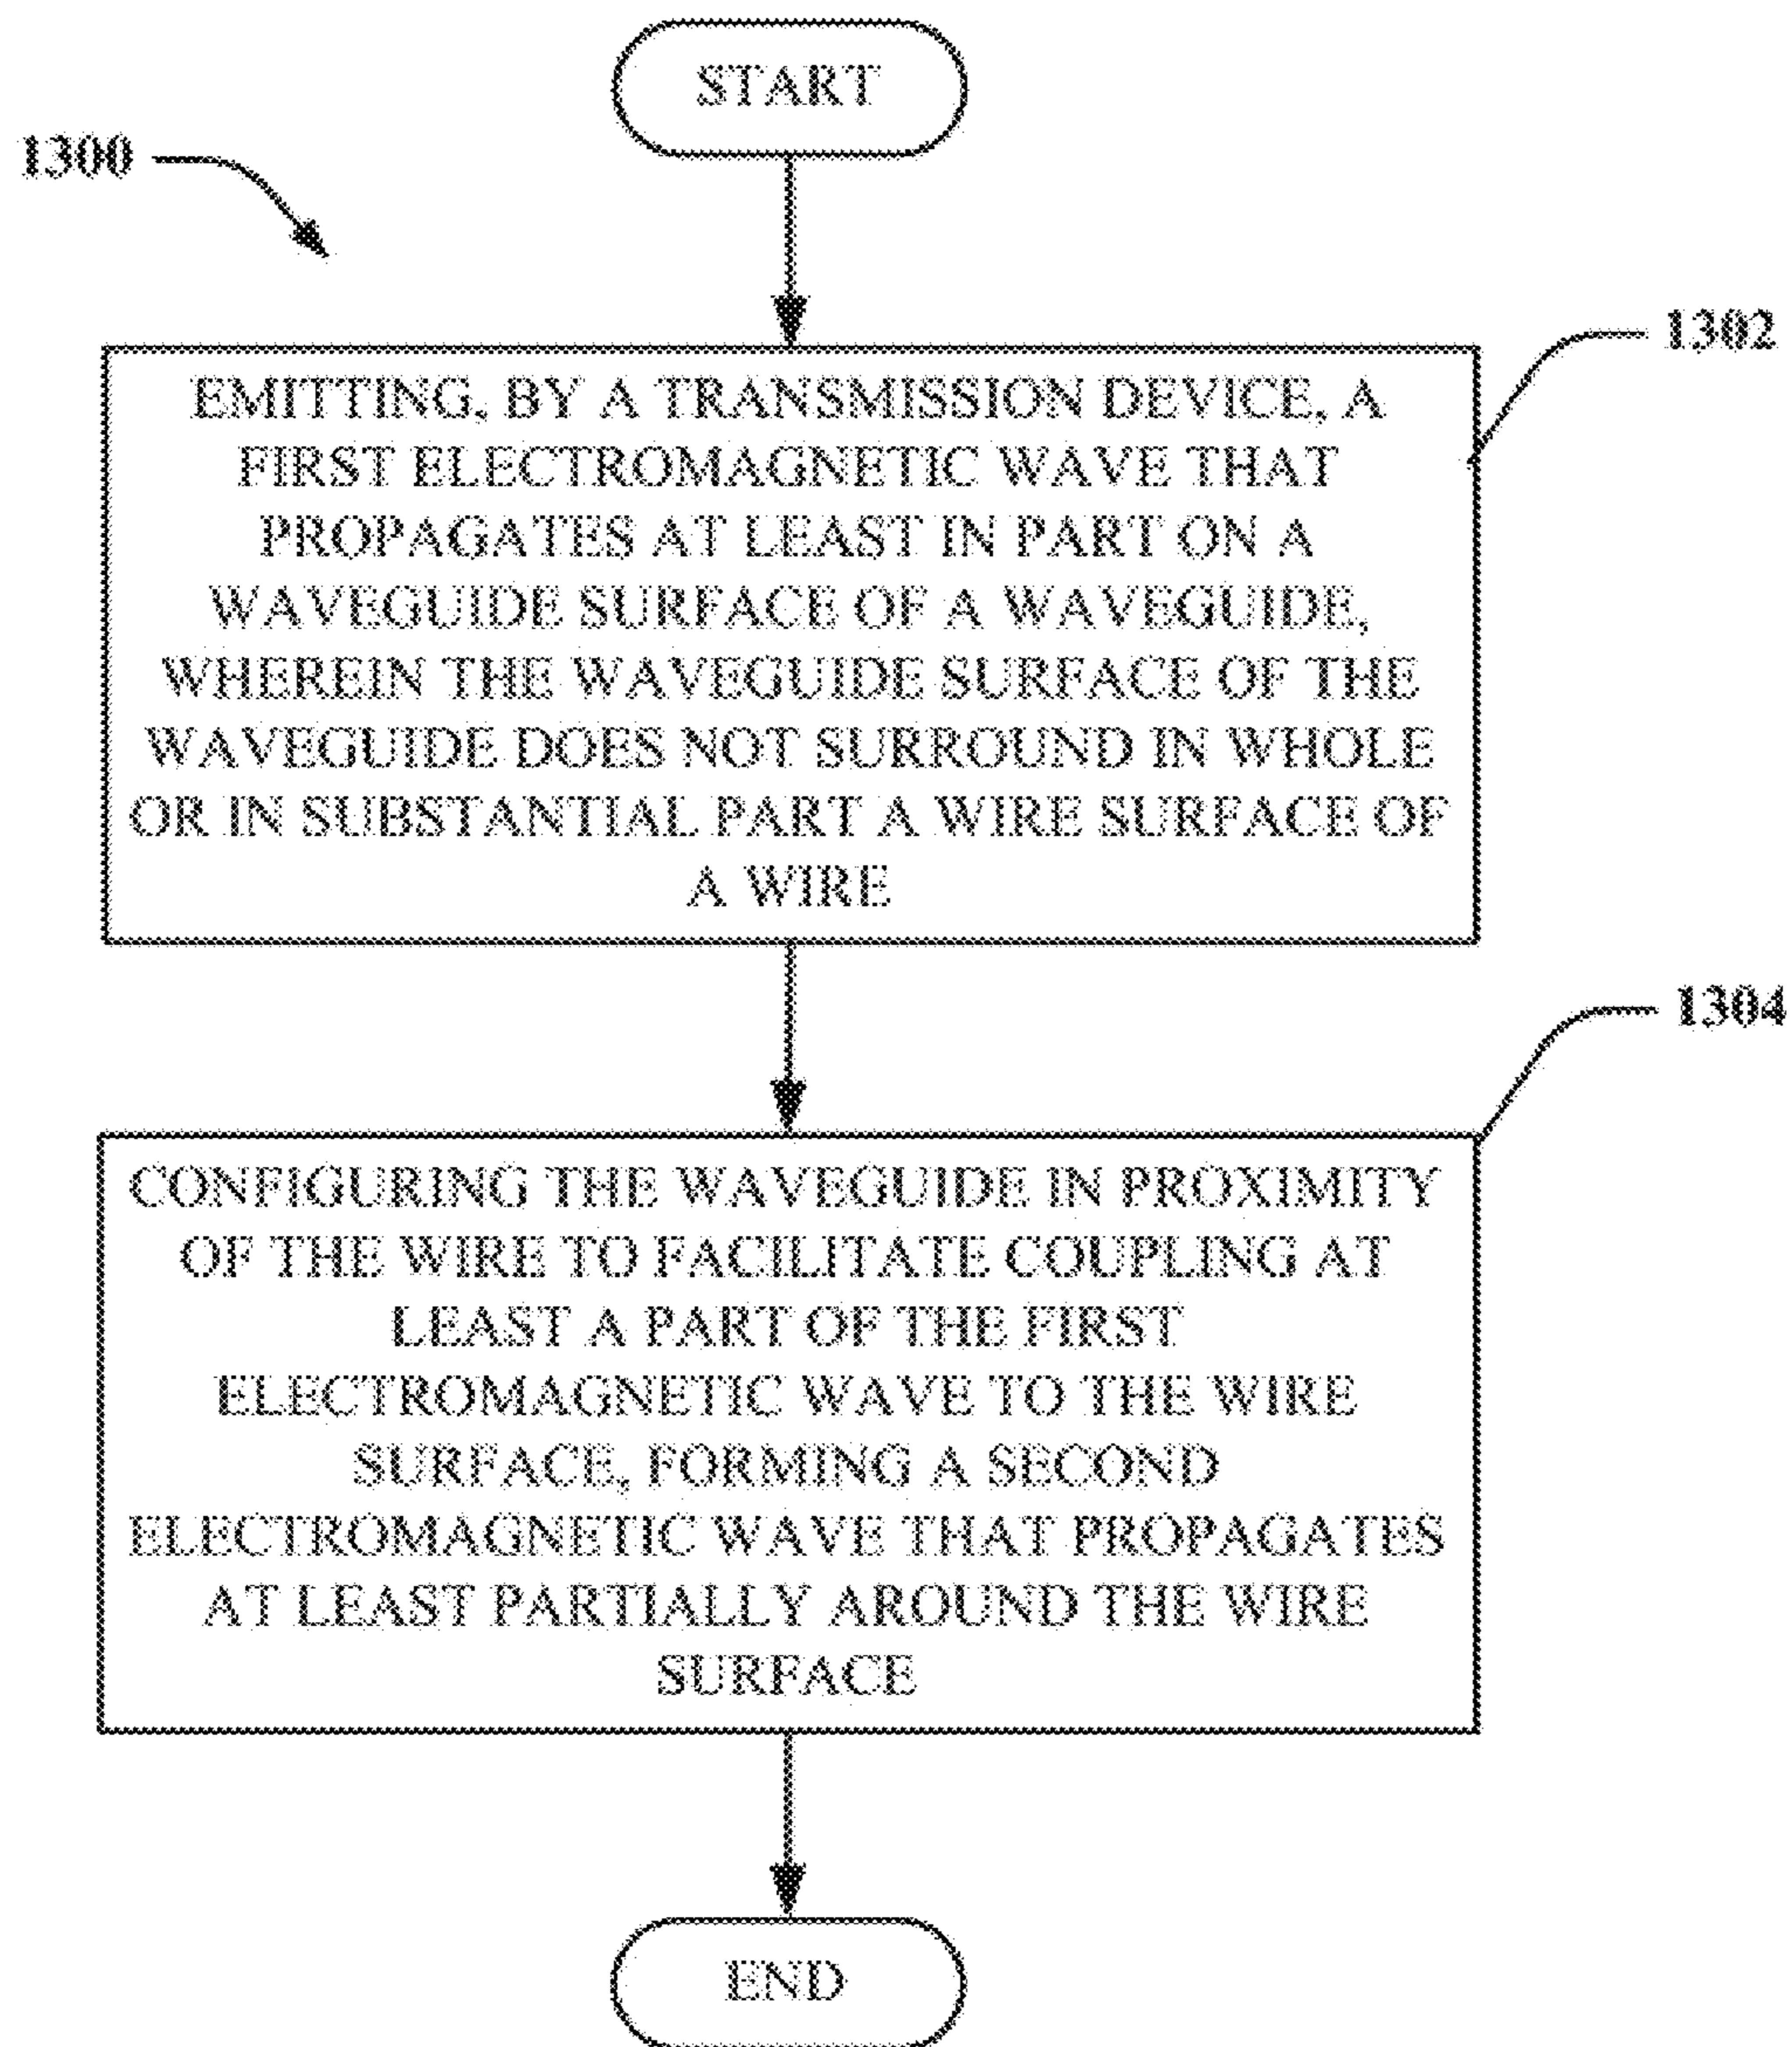 START
1300
1302
EMITTING, BY A TRANSMISSION DEVICE, A
FIRST ELECTROMAGNETIC WAVE THAT
PROPAGATES AT LEAST IN PART ON A
WAVEGUIDE SURFACE OF A WAVEGUIDE,
WHEREIN THE WAVEGUIDE SURFACE OF THE
WAVEGUIDE DOES NOT SURROUND IN WHOLE
OR IN SUBSTANTIAL PART A WIRE SURFACE OF
A WIRE
1304
CONFIGURING THE WAVEGUIDE IN PROXIMITY
OF THE WIRE TO FACILITATE COUPLING AT
LEAST A PART OF THE FIRST
ELECTROMAGNETIC WAVE TO THE WIRE
SURFACE, FORMING A SECOND
ELECTROMAGNETIC WAVE THAT PROPAGATES
AT LEAST PARTIALLY AROUND THE WIRE
SURFACE
END